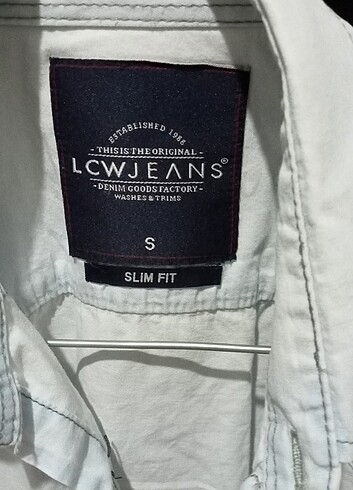 ESTABLISHED 1988
- THIS IS THE ORIGINAL -
LCWJEANS®
- DENIM GOODS FACTORY -
WASHES & TRIMS
S
SLIM FIT